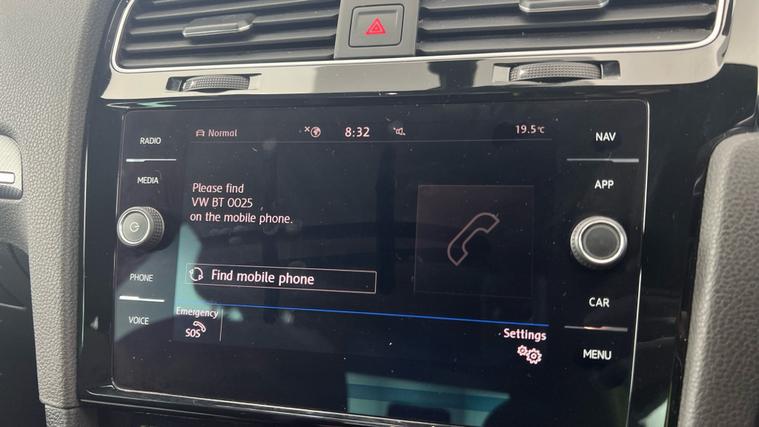 RADIO
MEDIA
PHONE
VOICE
Normal
8:32
19.5°C
Please find
VW BT 0025
on the mobile phone.
Find mobile phone
Emergency
SOS
Settings
NAV
APP
CAR
MENU